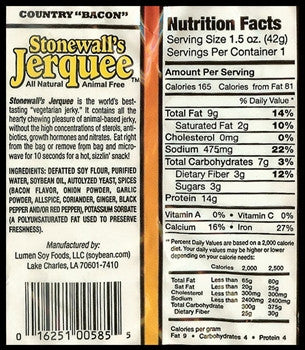 COUNTRY "BACON"
Stonewall's
Jerquee™
All Natural Animal Free
Stonewall's Jerquee is the world's best-
tasting "vegetarian jerky." It contains all the
hearty chewing pleasure of animal-based jerky,
without the high concentrations of steroids, anti-
biotics, growth hormones and nitrates. Eat right
from the bag or remove from bag and micro-
wave for 10 seconds for a hot, sizzlin' snack!
INGREDIENTS: DEFATTED SOY FLOUR, PURIFIED
WATER, SOYBEAN OIL, AUTOLYZED YEAST, SPICES
(BACON FLAVOR, ONION POWDER, GARLIC
POWDER, ALLSPICE, CORIANDER, GINGER, BLACK
PEPPER AND/OR RED PEPPER), POTASSIUM SORBATE (A
POLYUNSATURATED FAT USED TO PRESERVE
FRESHNESS).
Manufactured by:
Lumen Soy Foods, LLC (soybean.com)
Lake Charles, LA 70601-7410
0 16251 00585 5
Nutrition Facts
Serving Size 1.5 oz. (42g)
Servings Per Container 1
Amount Per Serving
Calories 165 Calories from Fat 81
% Daily Value*
Total Fat 9g 14%
Saturated Fat 2g 10%
Cholesterol 0mg 0%
Sodium 475mg 22%
Total Carbohydrates 7g 3%
Dietary Fiber 3g 12%
Sugars 3g
Protein 14g
Vitamin A 0% • Vitamin C 0%
Calcium 16% • Iron 27%
*Percent Daily Values are based on a 2,000 calorie
diet. Your daily values may be higher or lower
depending on your calorie needs.
Calories 2,000 2,500
Total Fat Less than 65g 80g
Sat Fat Less than 20g 25g
Cholesterol Less than 300mg 300mg
Sodium Less than 2400mg 2400mg
Total Carbohydrate 300g 375g
Dietary Fiber 25g 30g
Calories per gram
Fat 9 • Carbohydrates 4 • Protein 4